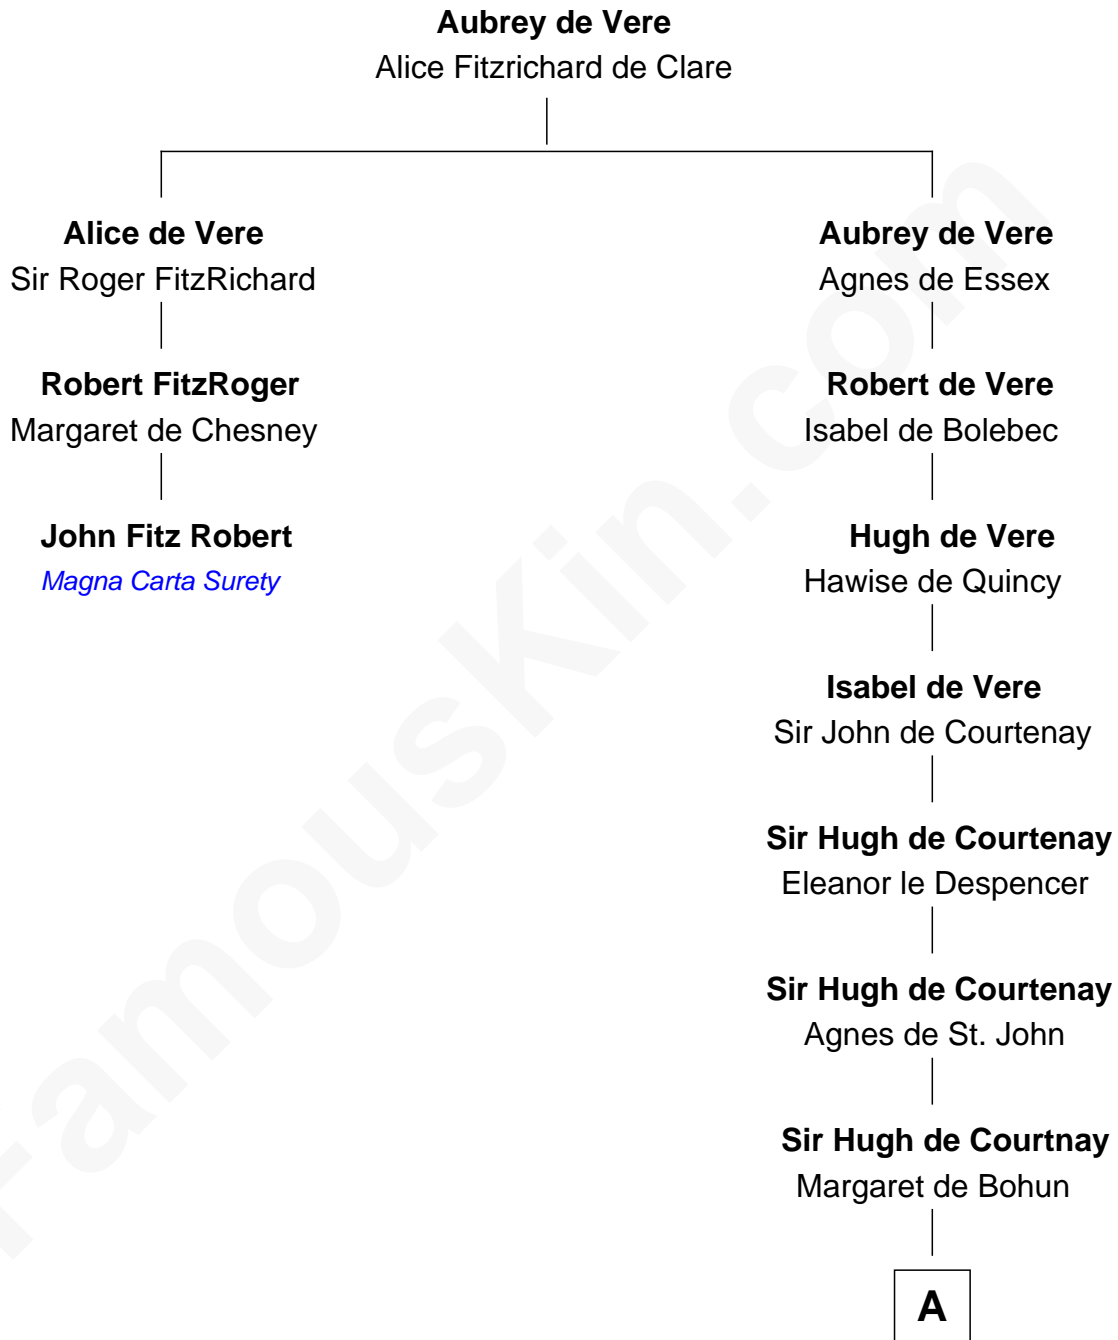 Aubrey de Vere
Alice Fitzrichard de Clare
Alice de Vere
Sir Roger FitzRichard
Robert FitzRoger
Margaret de Chesney
John Fitz Robert
Magna Carta Surety
Aubrey de Vere
Agnes de Essex
Robert de Vere
Isabel de Bolebec
Hugh de Vere
Hawise de Quincy
Isabel de Vere
Sir John de Courtenay
Sir Hugh de Courtenay
Eleanor le Despencer
Sir Hugh de Courtenay
Agnes de St. John
Sir Hugh de Courtnay
Margaret de Bohun
A
FamousKin.com